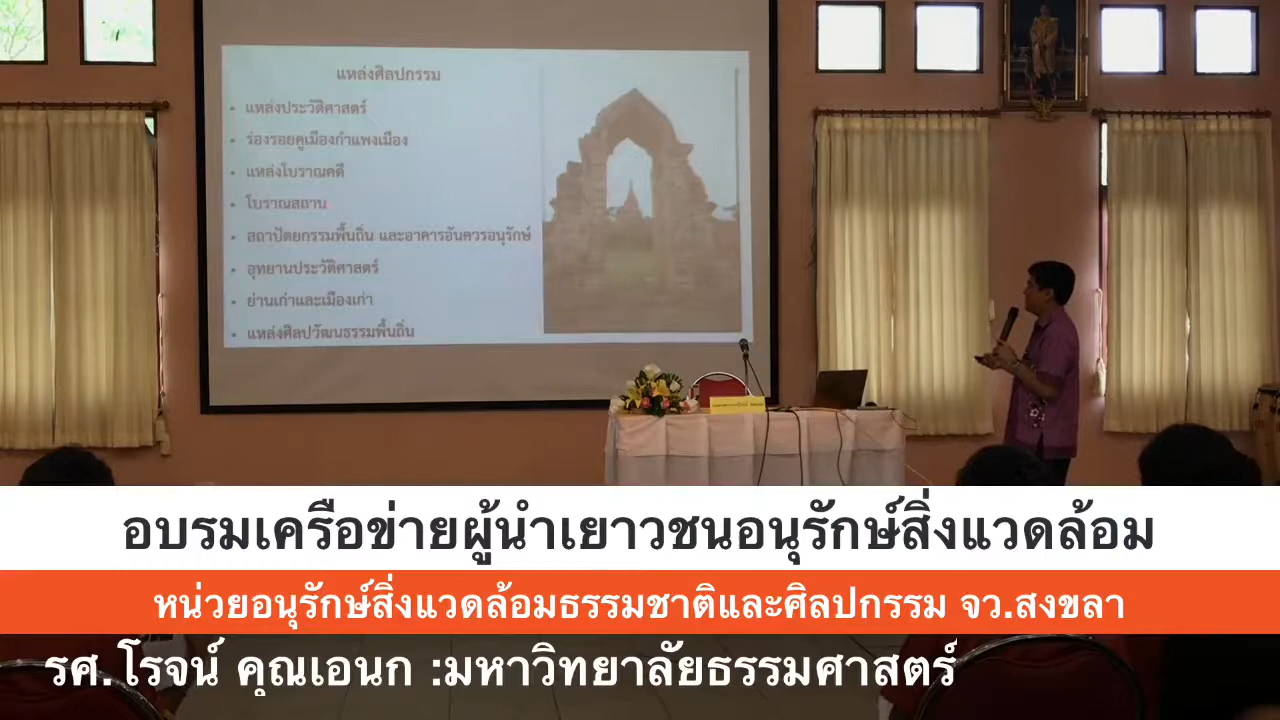 แหล่งศิลปกรรม
• แหล่งประวัติศาสตร์
• ร่องรอยคูเมืองกำแพงเมือง
• แหล่งโบราณคดี
• โบราณสถาน
• สถาปัตยกรรมพื้นถิ่น และอาคารอันควรอนุรักษ์
• อุทยานประวัติศาสตร์
• ย่านเก่าและเมืองเก่า
• แหล่งศิลปวัฒนธรรมพื้นถิ่น
อบรมเครือข่ายผู้นำเยาวชนอนุรักษ์สิ่งแวดล้อม
หน่วยอนุรักษ์สิ่งแวดล้อมธรรมชาติและศิลปกรรม จว.สงขลา
รศ.โรจน์ คุณเอนก :มหาวิทยาลัยธรรมศาสตร์